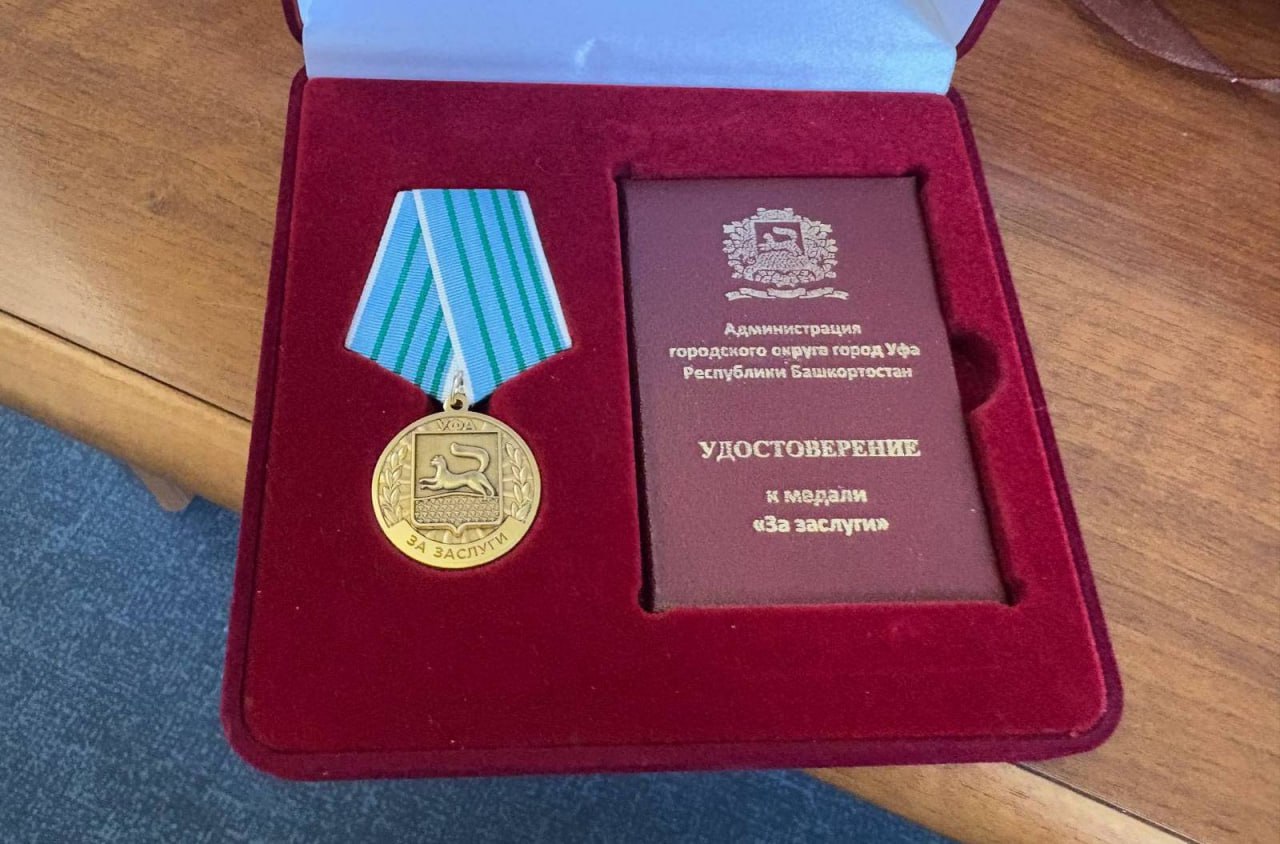 УФА
ЗА ЗАСЛУГИ
Администрация
городского округа город Уфа
Республики Башкортостан
УДОСТОВЕРЕНИЕ
к медали
«За заслуги»